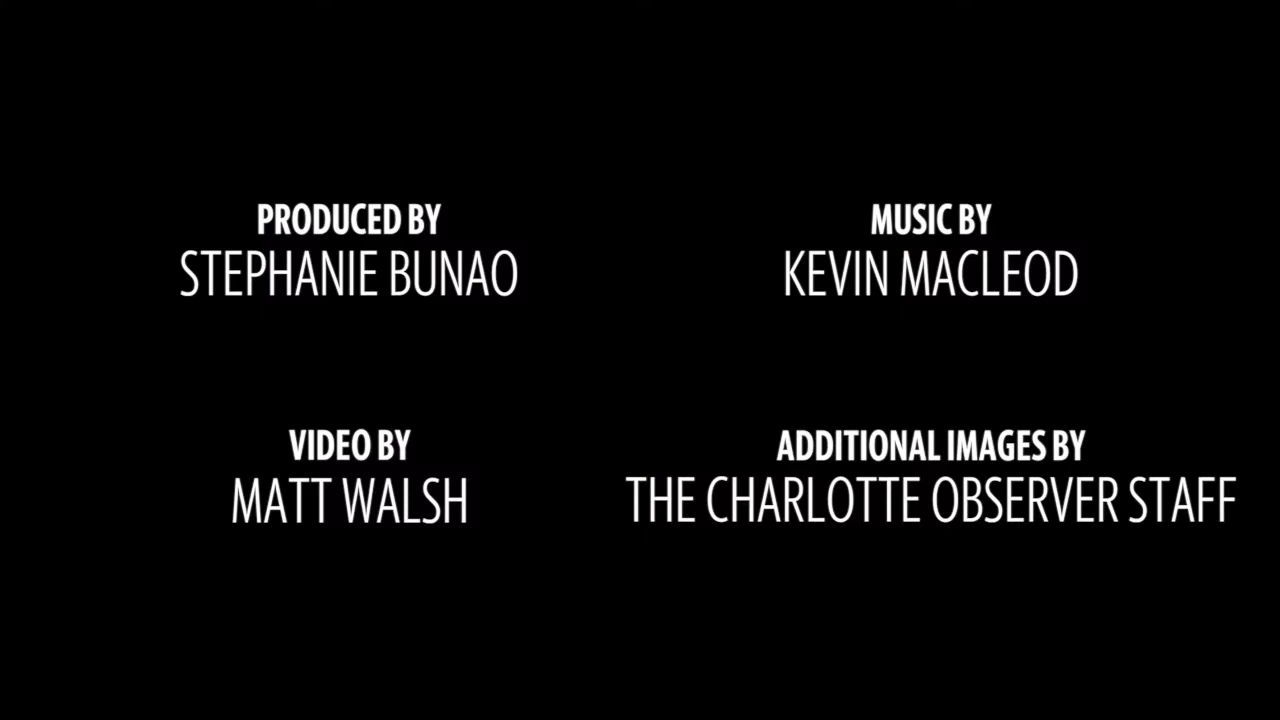 PRODUCED BY
STEPHANIE BUNAO
MUSIC BY
KEVIN MACLEOD
VIDEO BY
MATT WALSH
ADDITIONAL IMAGES BY
THE CHARLOTTE OBSERVER STAFF